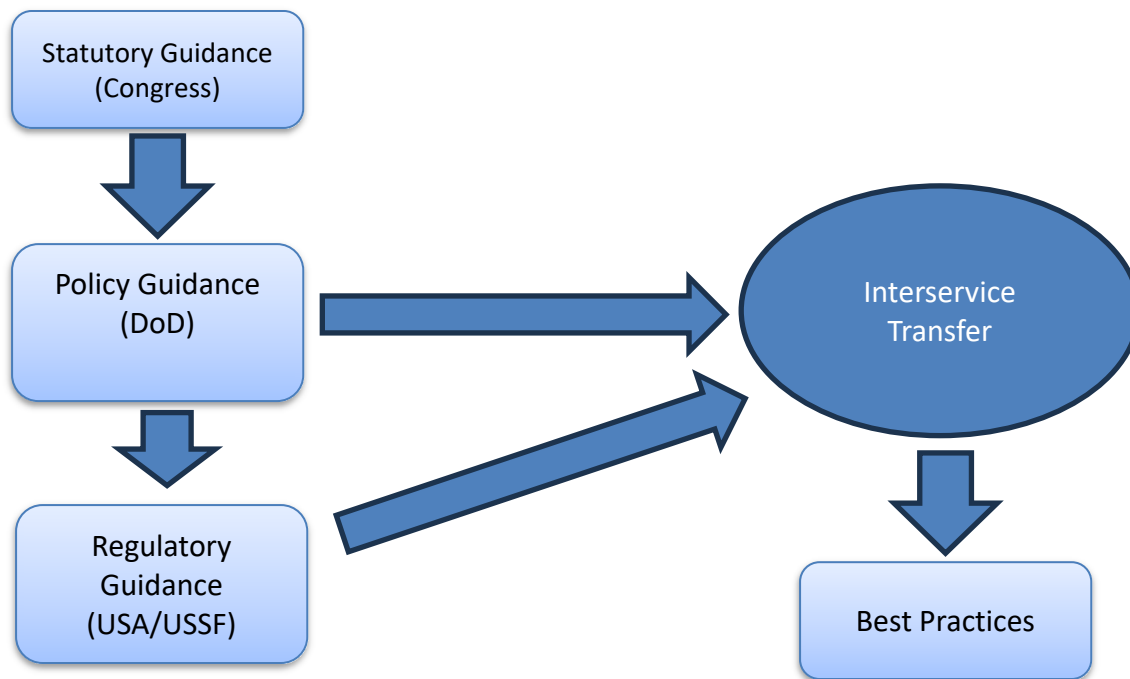 Statutory Guidance
(Congress)
Policy Guidance
(DoD)
Interservice
Transfer
Regulatory
Guidance
(USA/USSF)
Best Practices